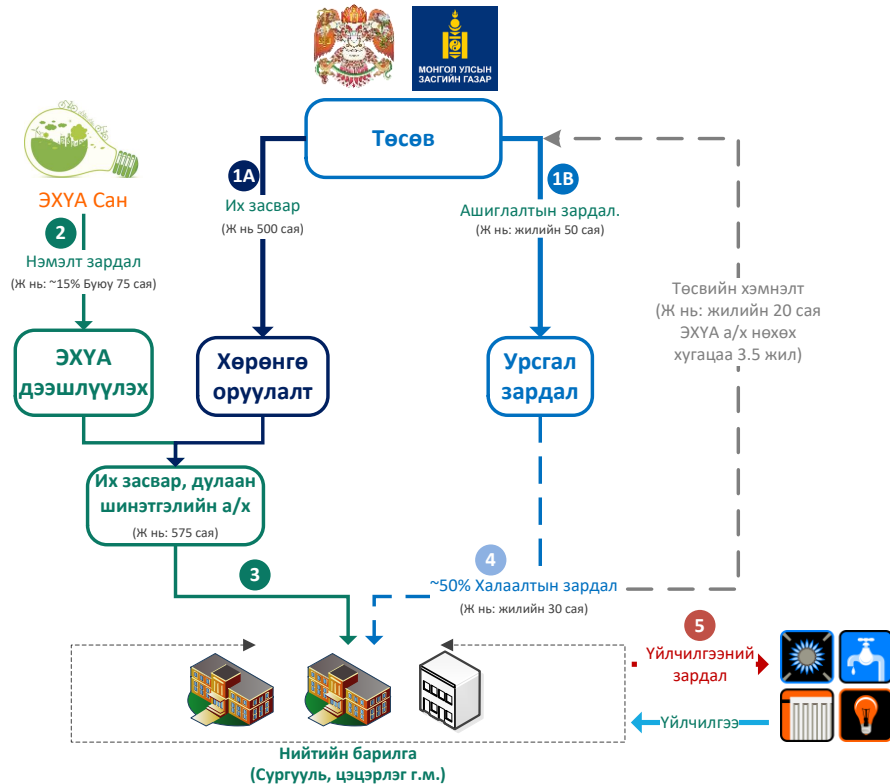 МОНГОЛ УЛСЫН
ЗАСГИЙН ГАЗАР
Төсөв
ЭХҮА Сан
1A
Их засвар
(Ж нь 500 сая)
1B
Ашиглалтын зардал.
(Ж нь: жилийн 50 сая)
2
Нэмэлт зардал
(Ж нь: ~15% Буюу 75 сая)
Төсвийн хэмнэлт
(Ж нь: жилийн 20 сая
ЭХҮА а/х нөхөх
хугацаа 3.5 жил)
ЭХҮА
дээшлүүлэх
Хөрөнгө
оруулалт
Урсгал
зардал
Их засвар, дулаан
шинэтгэлийн а/х
(Ж нь: 575 сая)
3
4
~50% Халаалтын зардал
(Ж нь: жилийн 30 сая)
5
Үйлчилгээний
зардал
Үйлчилгээ
Нийтийн барилга
(Сургууль, цэцэрлэг г.м.)